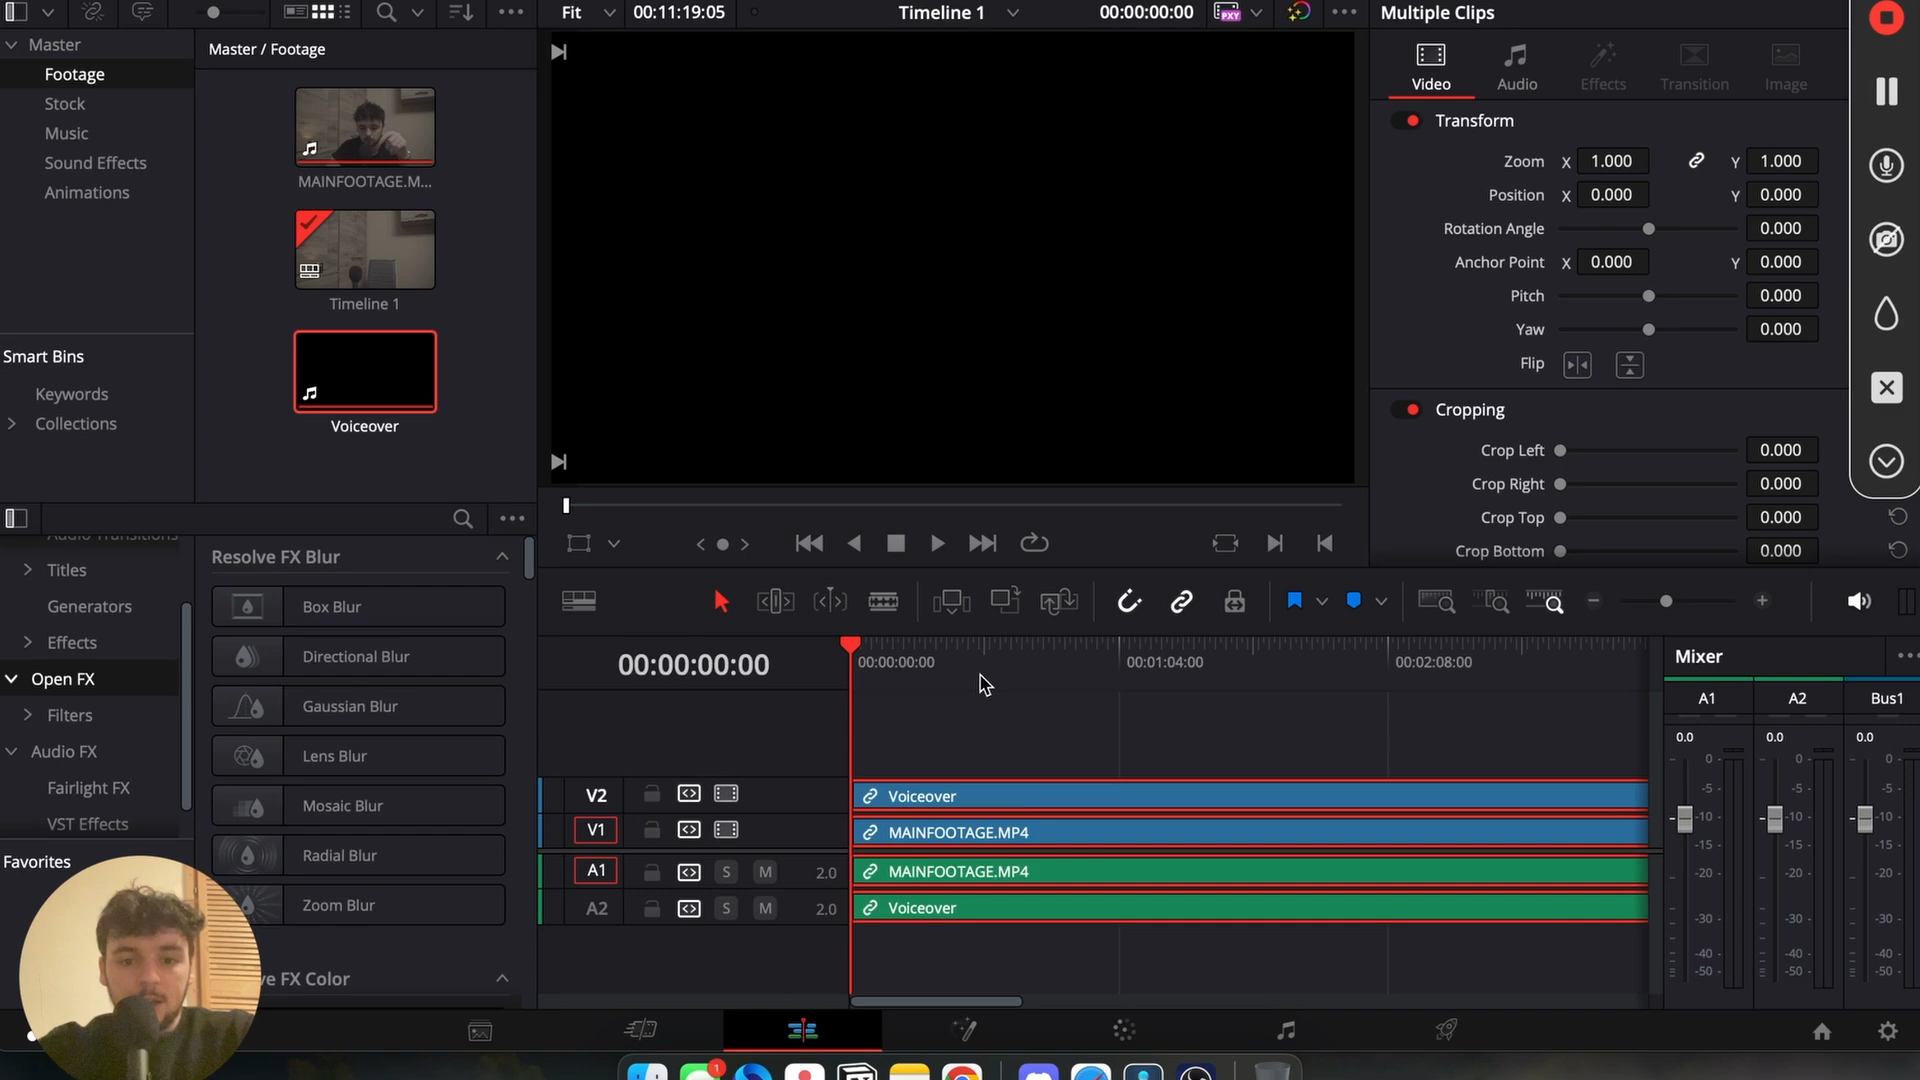 Fit
00:11:19:05
Timeline 1
00:00:00:00
PXY
Multiple Clips
Master
Master / Footage
Footage
Stock
Music
Sound Effects
Animations
MAINFOOTAGE.M...
Timeline 1
Voiceover
Smart Bins
Keywords
Collections
Video
Audio
Effects
Transition
Image
Transform
Zoom X 1.000 Y 1.000
Position X 0.000 Y 0.000
Rotation Angle 0.000
Anchor Point X 0.000 Y 0.000
Pitch 0.000
Yaw 0.000
Flip
Cropping
Crop Left 0.000
Crop Right 0.000
Crop Top 0.000
Crop Bottom 0.000
Audio Transitions
Titles
Generators
Effects
Open FX
Filters
Audio FX
Fairlight FX
VST Effects
Favorites
Resolve FX Blur
Box Blur
Directional Blur
Gaussian Blur
Lens Blur
Mosaic Blur
Radial Blur
Zoom Blur
ve FX Color
00:00:00:00
00:00:00:00
00:01:04:00
00:02:08:00
V2
Voiceover
V1
MAINFOOTAGE.MP4
A1 S M 2.0
MAINFOOTAGE.MP4
A2 S M 2.0
Voiceover
Mixer
A1 A2 Bus1
0.0 0.0 0.0
0 0 0
-5 -5 -5
-10 -10 -10
-15 -15 -15
-20 -20 -20
-30 -30 -30
-40 -40 -40
-50 -50 -50
1